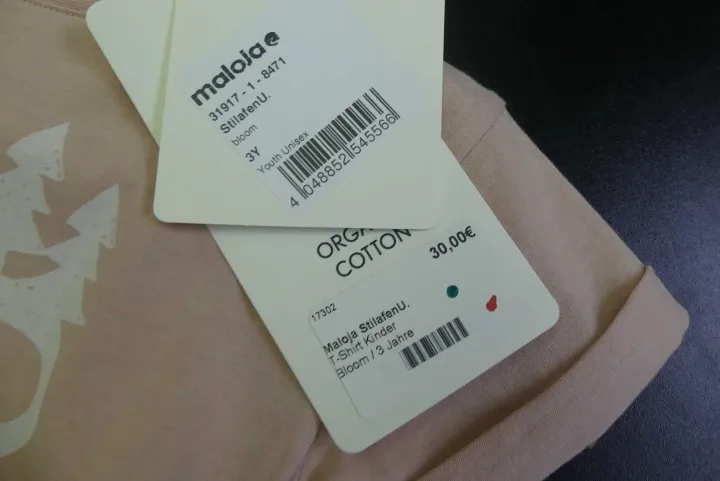 maloja
31917 - 1 - 8471
StilafenU.
bloom
3Y
Youth Unisex
4 048852 545566
ORGA
COTTON
30,00€
17302
Maloja StilafenU.
T-Shirt Kinder
Bloom / 3 Jahre